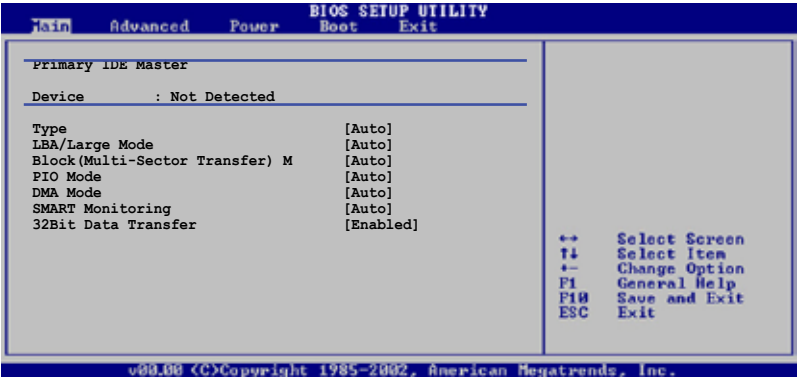 BIOS SETUP UTILITY
Main Advanced Power Boot Exit
Primary IDE Master
Device : Not Detected
Type [Auto]
LBA/Large Mode [Auto]
Block(Multi-Sector Transfer) M [Auto]
PIO Mode [Auto]
DMA Mode [Auto]
SMART Monitoring [Auto]
32Bit Data Transfer [Enabled]
←→ Select Screen
↑↓ Select Item
+- Change Option
F1 General Help
F10 Save and Exit
ESC Exit
v00.00 (C)Copyright 1985-2002, American Megatrends, Inc.